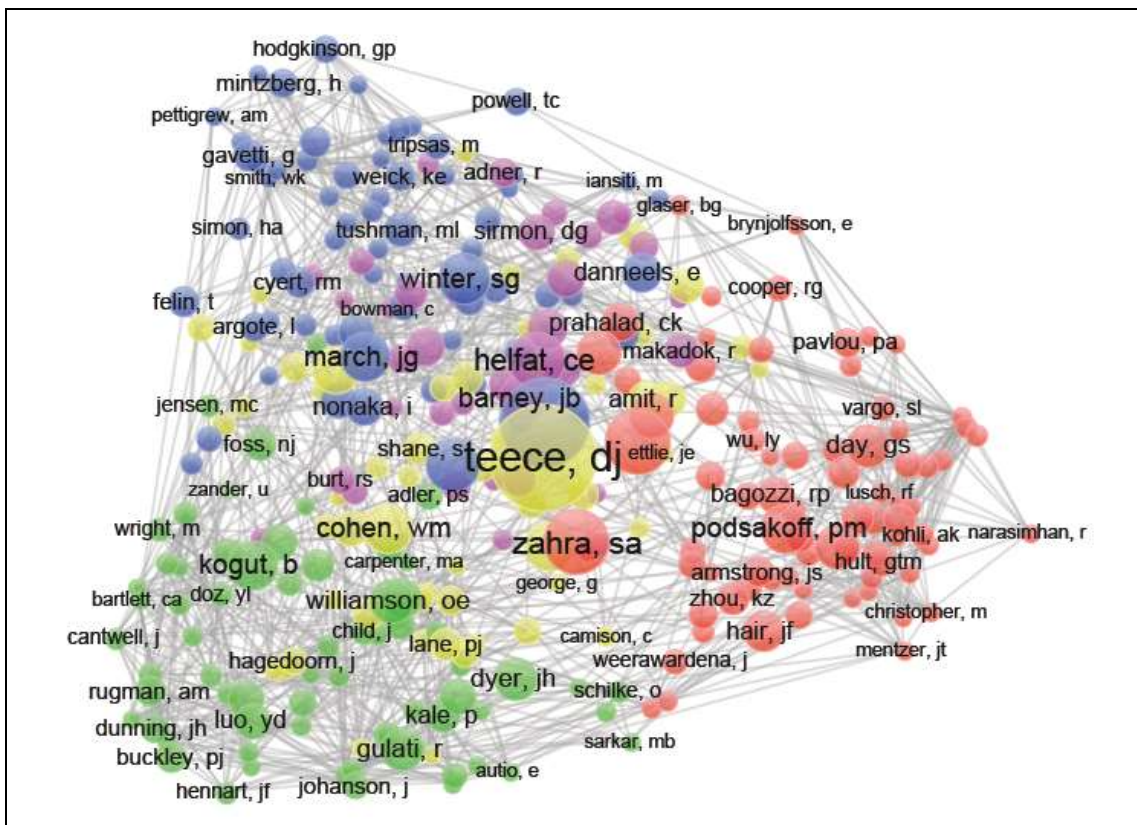 hodgkinson, gp
mintzberg, h
powell, tc
pettigrew, am
tripsas, m
gavetti, g
smith, wk
weick, ke
adner, r
iansiti, m
glaser, bg
brynjolfsson, e
simon, ha
tushman, ml
sirmon, dg
winter, sg
danneels, e
cyert, rm
cooper, rg
felin, t
bowman, c
argote, l
prahalad, ck
pavlou, pa
march, jg
helfat, ce
makadok, r
barney, jb
amit, r
vargo, sl
jensen, mc
nonaka, i
foss, nj
shane, s
teece, dj
ettlie, je
wu, ly
day, gs
burt, rs
zander, u
adler, ps
bagozzi, rp
lusch, rf
wright, m
cohen, wm
zahra, sa
podsakoff, pm
kohli, ak
narasimhan, r
kogut, b
carpenter, ma
hult, gtm
doz, yl
george, g
armstrong, js
bartlett, ca
williamson, oe
zhou, kz
christopher, m
cantwell, j
child, j
lane, pj
camison, c
hair, jf
mentzer, jt
hagedoorn, j
weerawardena, j
dyer, jh
rugman, am
schilke, o
luo, yd
kale, p
dunning, jh
sarkar, mb
buckley, pj
gulati, r
autio, e
hennart, jf
johanson, j